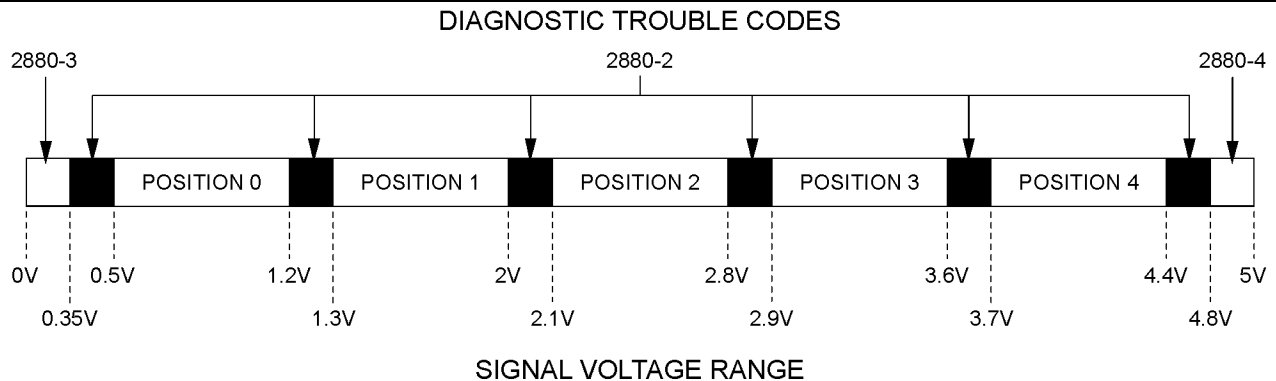 DIAGNOSTIC TROUBLE CODES
2880-3 2880-2 2880-4
POSITION 0 POSITION 1 POSITION 2 POSITION 3 POSITION 4
0V 0.5V 1.2V 2V 2.8V 3.6V 4.4V 5V
0.35V 1.3V 2.1V 2.9V 3.7V 4.8V
SIGNAL VOLTAGE RANGE